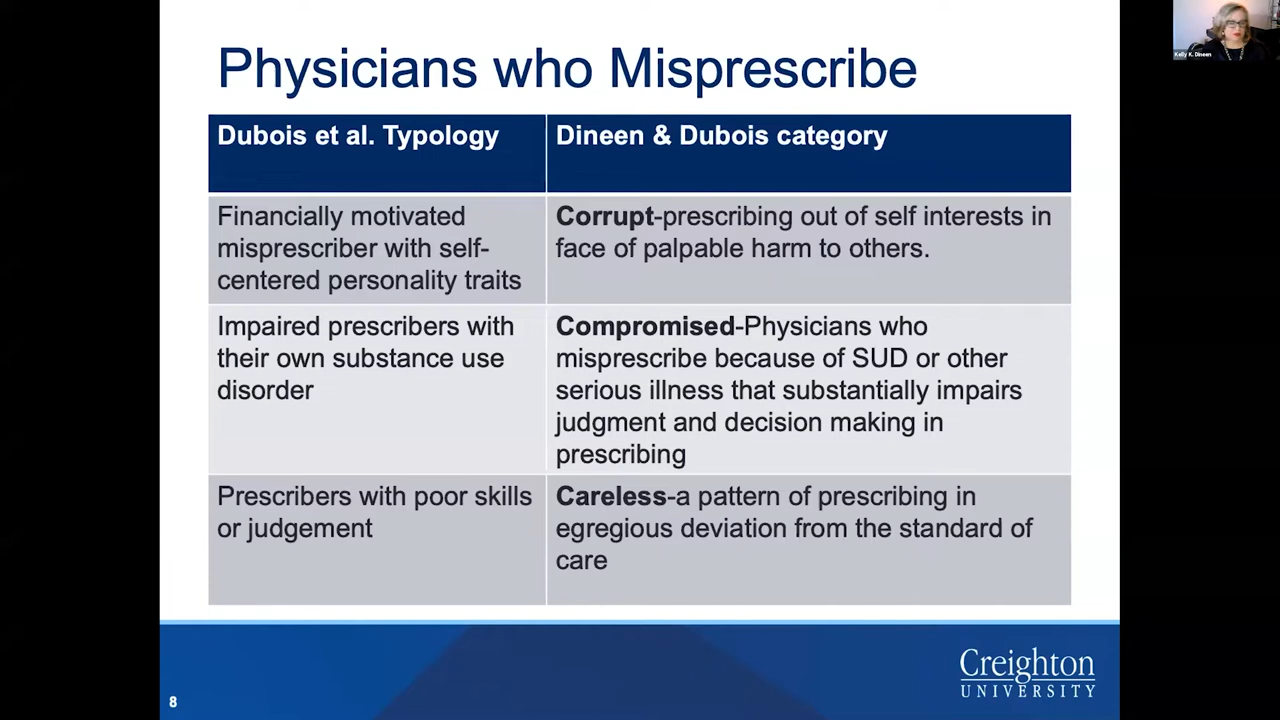 Physicians who Misprescribe
Dubois et al. Typology
Dineen & Dubois category
Financially motivated
misprescriber with self-
centered personality traits
Corrupt-prescribing out of self interests in
face of palpable harm to others.
Impaired prescribers with
their own substance use
disorder
Compromised-Physicians who
misprescribe because of SUD or other
serious illness that substantially impairs
judgment and decision making in
prescribing
Prescribers with poor skills
or judgement
Careless-a pattern of prescribing in
egregious deviation from the standard of
care
8
Creighton
UNIVERSITY
Kelly K. Dineen